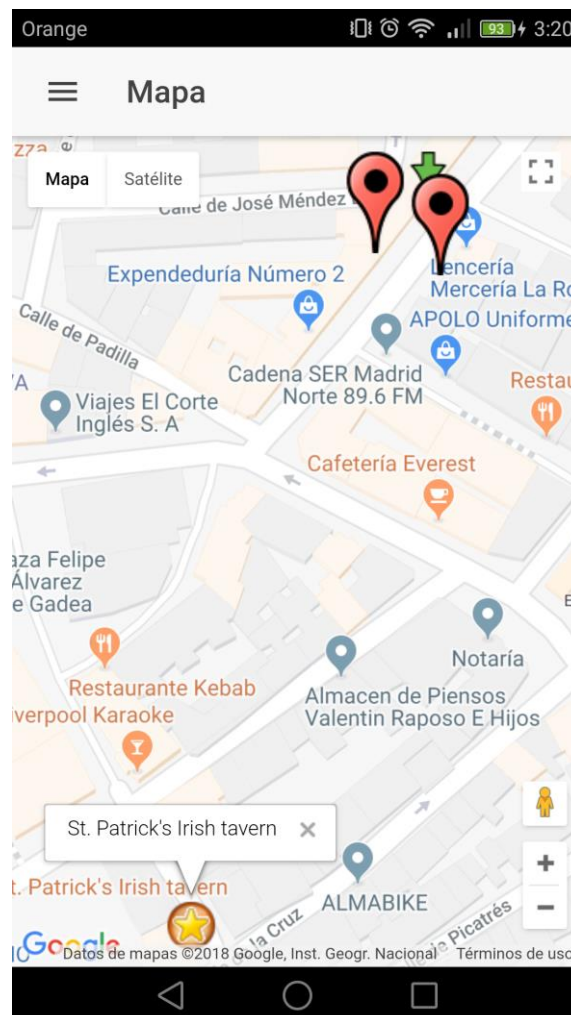 Orange
93
3:20
Mapa
zza
Mapa
Satélite
Calle de José Méndez
Expendeduría Número 2
Lencería
Mercería La Ro
Calle de Padilla
APOLO Uniforme
Cadena SER Madrid
Norte 89.6 FM
Restau
Viajes El Corte
Inglés S. A
Cafetería Everest
aza Felipe
Álvarez
e Gadea
Notaría
Restaurante Kebab
verpool Karaoke
Almacen de Piensos
Valentin Raposo E Hijos
St. Patrick's Irish tavern
t. Patrick's Irish tavern
ALMABIKE
la Cruz
Picatrés
Google
Datos de mapas ©2018 Google, Inst. Geogr. Nacional
Términos de uso